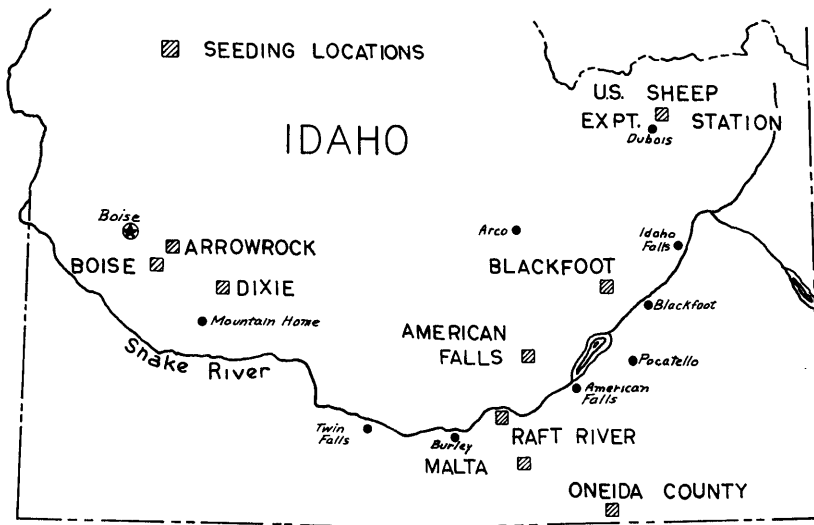 SEEDING LOCATIONS
U.S. SHEEP
EXPT. STATION
Dubois
IDAHO
Boise
ARROWROCK
BOISE
DIXIE
Mountain Home
Snake River
Arco
Idaho
Falls
BLACKFOOT
Blackfoot
AMERICAN
FALLS
Pocatello
American
Falls
Twin
Falls
Burley
RAFT RIVER
MALTA
ONEIDA COUNTY